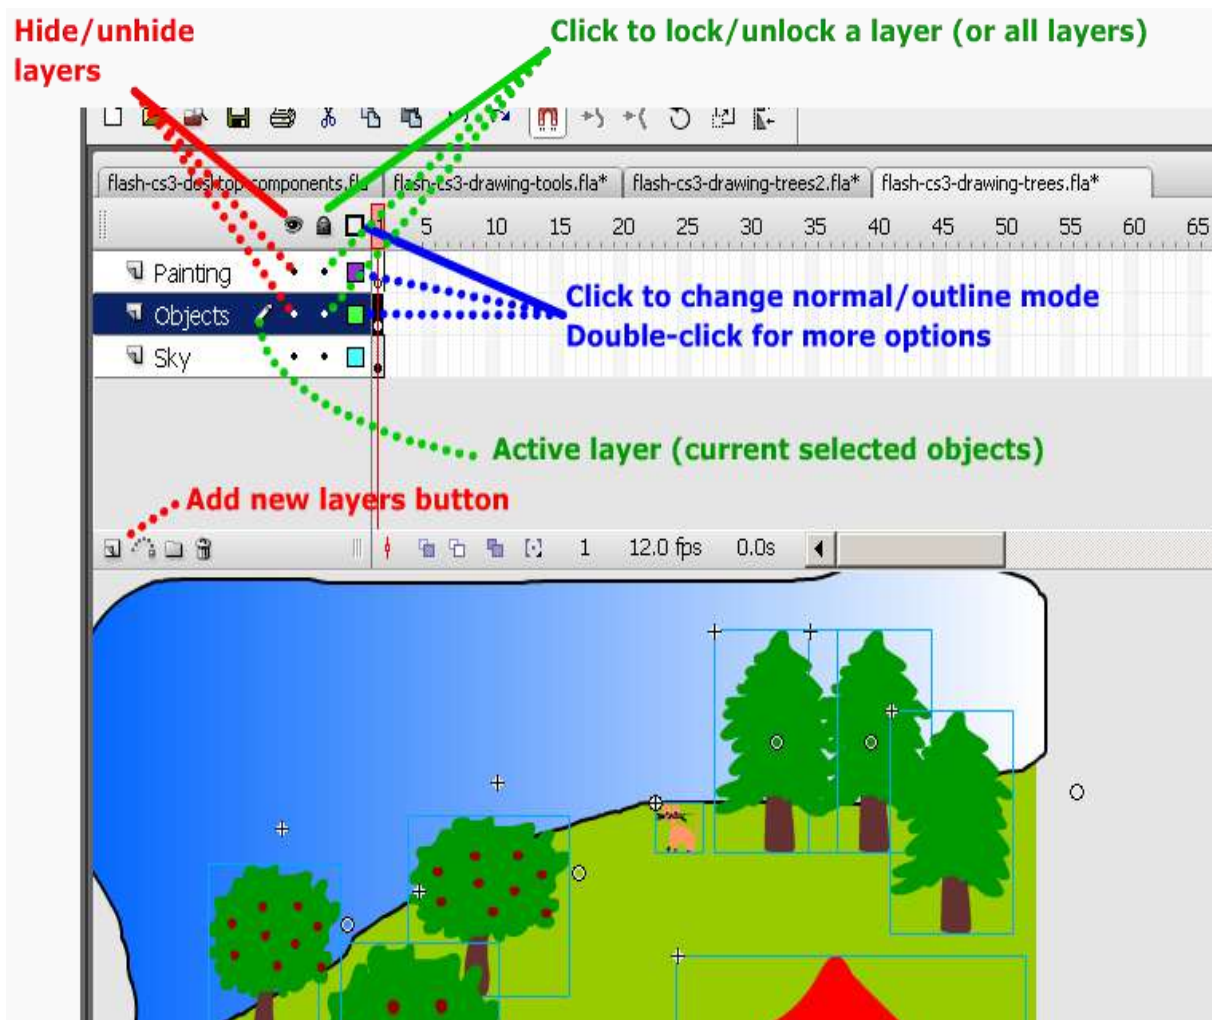 Hide/unhide
layers
Click to lock/unlock a layer (or all layers)
flash-cs3-desktop-components.fla
flash-cs3-drawing-tools.fla*
flash-cs3-drawing-trees2.fla*
flash-cs3-drawing-trees.fla*
1 5 10 15 20 25 30 35 40 45 50 55 60 65
Painting
Objects
Sky
Click to change normal/outline mode
Double-click for more options
Active layer (current selected objects)
Add new layers button
1 12.0 fps 0.0s